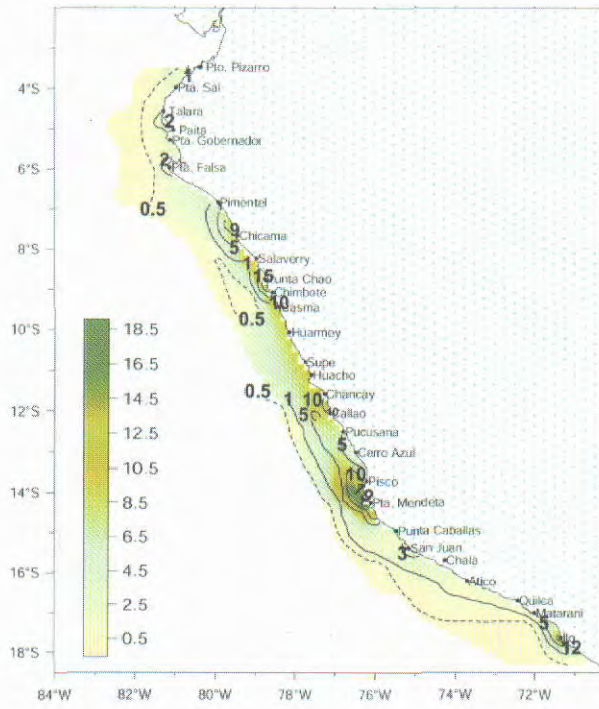 Pto. Pizarro
4°S
1
Pta. Sal
Talara
2
Paita
Pta. Gobernador
6°S
2
Pta. Falsa
0.5
Pimentel
9
Chicama
8°S
5
1
Salaverry
15
Punta Chao
Chimbote
10
Casma
0.5
10°S
Huarmey
18.5
Supe
16.5
Huacho
0.5
1
10
Chancay
12°S
14.5
5
Callao
Pucusana
12.5
5
Cerro Azul
10.5
10
Pisco
14°S
8.5
Pta. Mendeta
Punta Caballas
6.5
3
San Juan
Chala
16°S
4.5
Atico
Quilca
2.5
Matarani
5
0.5
Ilo
18°S
12
84°W
82°W
80°W
78°W
76°W
74°W
72°W